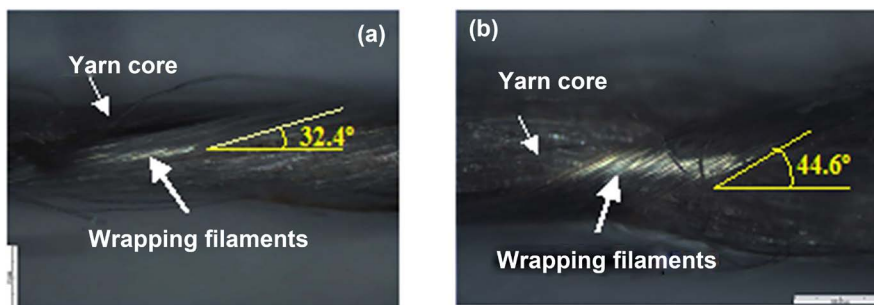 (a)
Yarn core
32.4°
Wrapping filaments
(b)
Yarn core
44.6°
Wrapping filaments